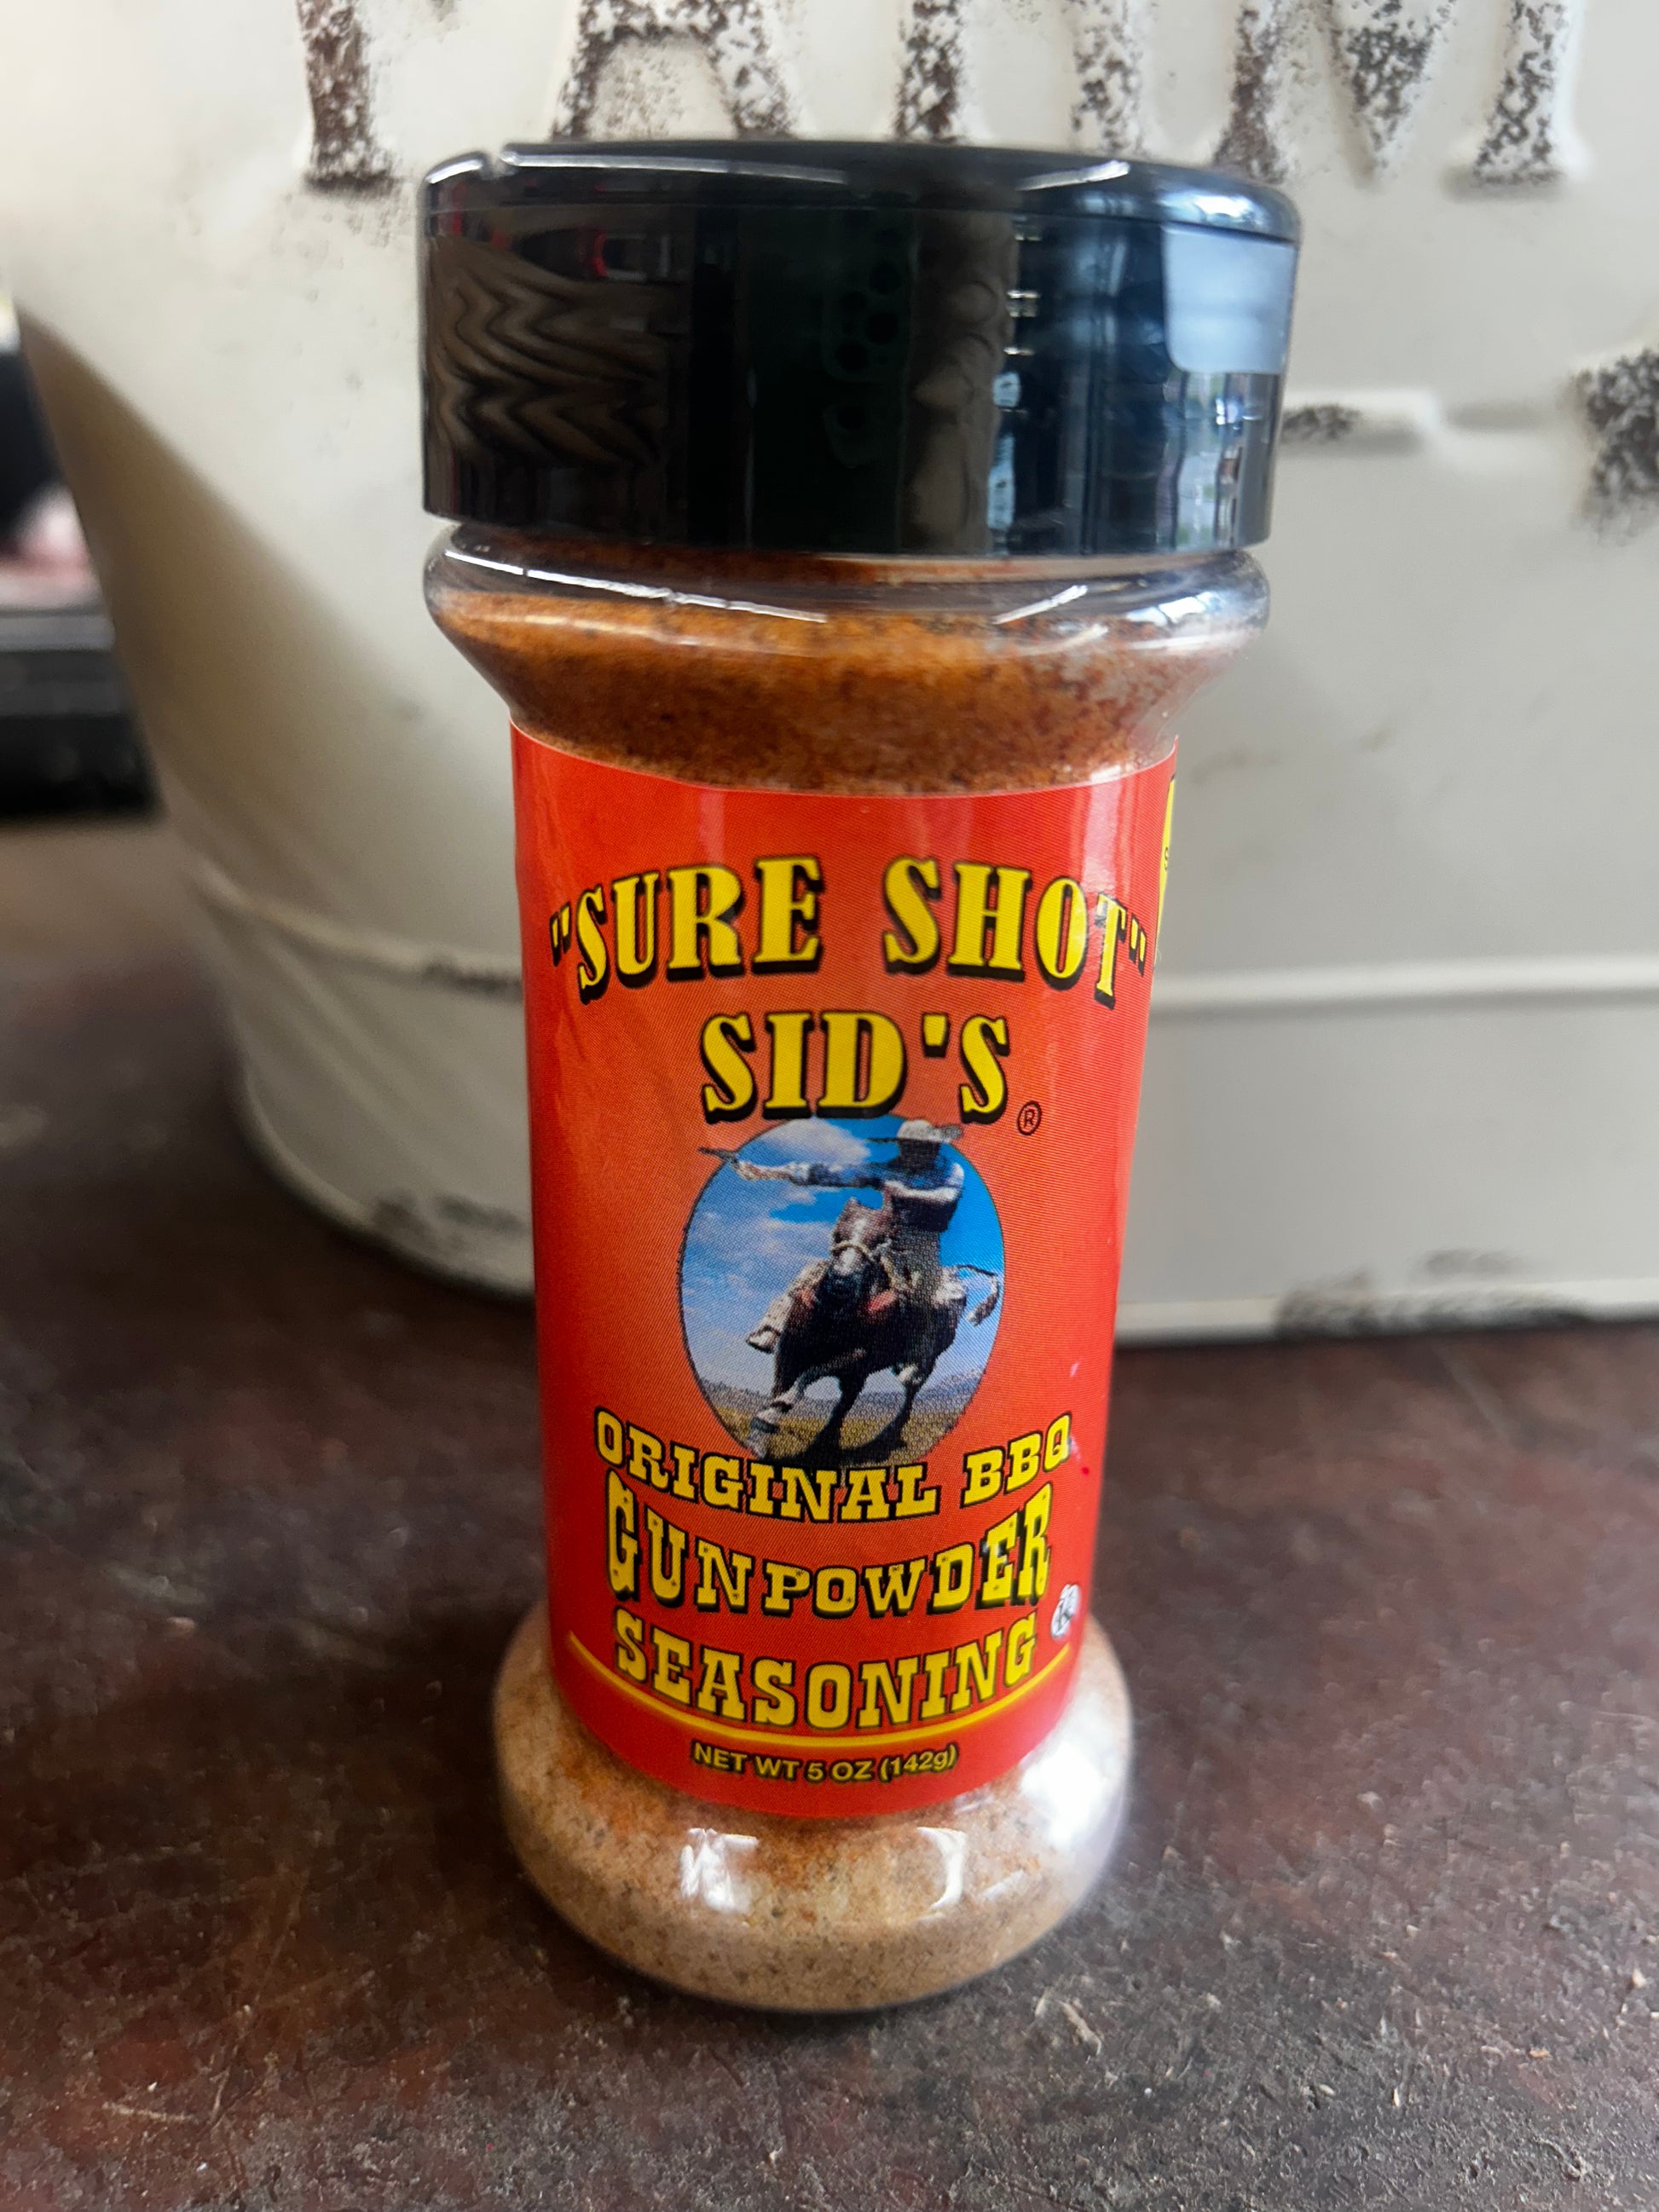 "SURE SHOT"
SID'S®
ORIGINAL BBQ
GUNPOWDER
SEASONING
NET WT 5 OZ (142g)